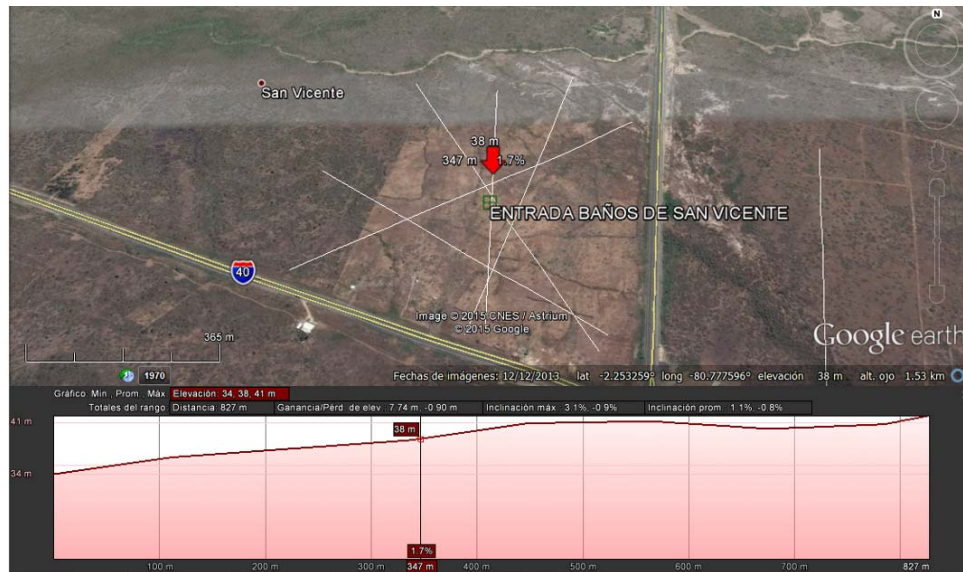 N
San Vicente
38 m
347 m 1.7%
ENTRADA BAÑOS DE SAN VICENTE
40
Image © 2015 CNES / Astrium
© 2015 Google
365 m
Google earth
1970
Fechas de imágenes: 12/12/2013 lat -2.253259° long -80.777596° elevación 38 m alt. ojo 1.53 km
Gráfico: Mín., Prom., Máx. Elevación: 34, 38, 41 m
Totales del rango: Distancia: 827 m Ganancia/Pérd. de elev.: 7.74 m, -0.90 m Inclinación máx.: 3.1%, -0.9% Inclinación prom.: 1.1%, -0.8%
41 m
38 m
34 m
1.7%
100 m 200 m 300 m 347 m 400 m 500 m 600 m 700 m 827 m